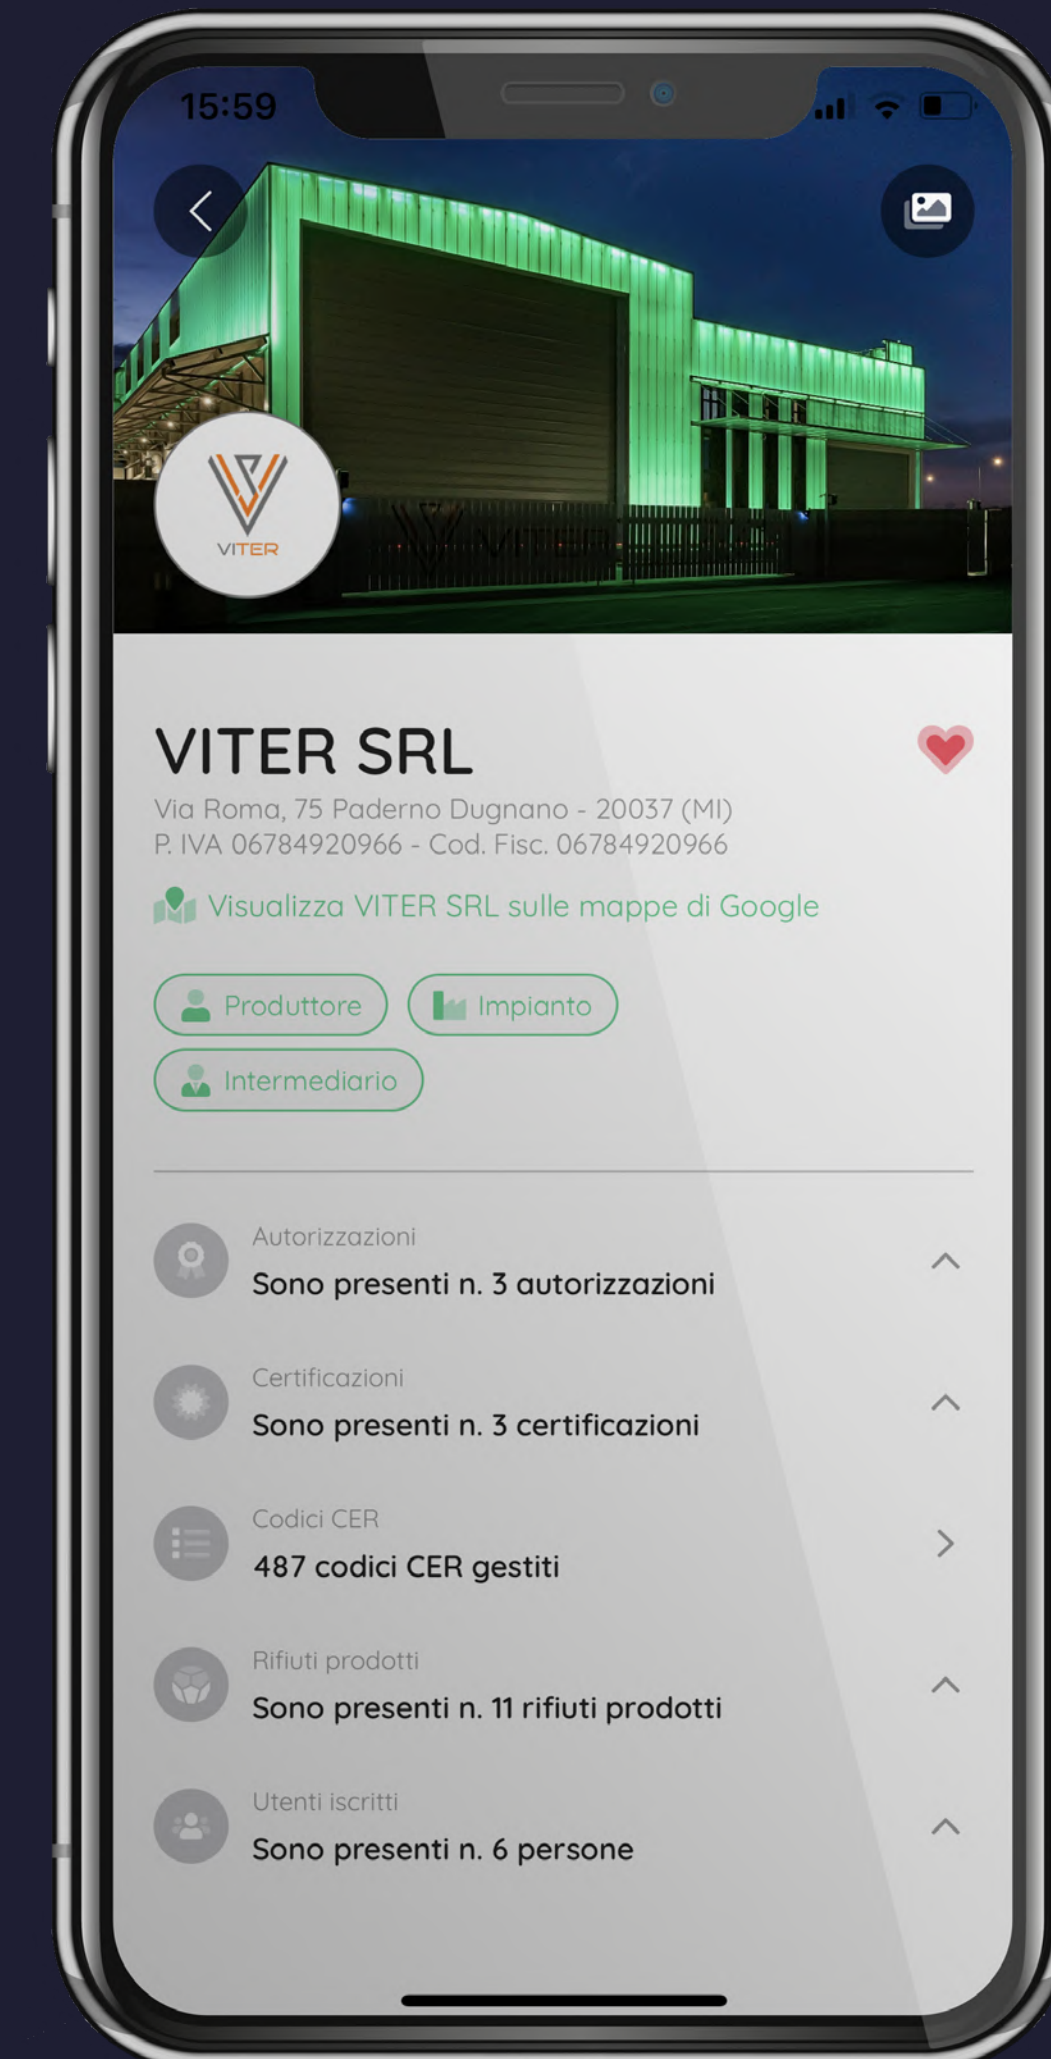 15:59
VITER
VITER
VITER SRL
Via Roma, 75 Paderno Dugnano - 20037 (MI)
P. IVA 06784920966 - Cod. Fisc. 06784920966
Visualizza VITER SRL sulle mappe di Google
Produttore
Impianto
Intermediario
Autorizzazioni
Sono presenti n. 3 autorizzazioni
Certificazioni
Sono presenti n. 3 certificazioni
Codici CER
487 codici CER gestiti
Rifiuti prodotti
Sono presenti n. 11 rifiuti prodotti
Utenti iscritti
Sono presenti n. 6 persone